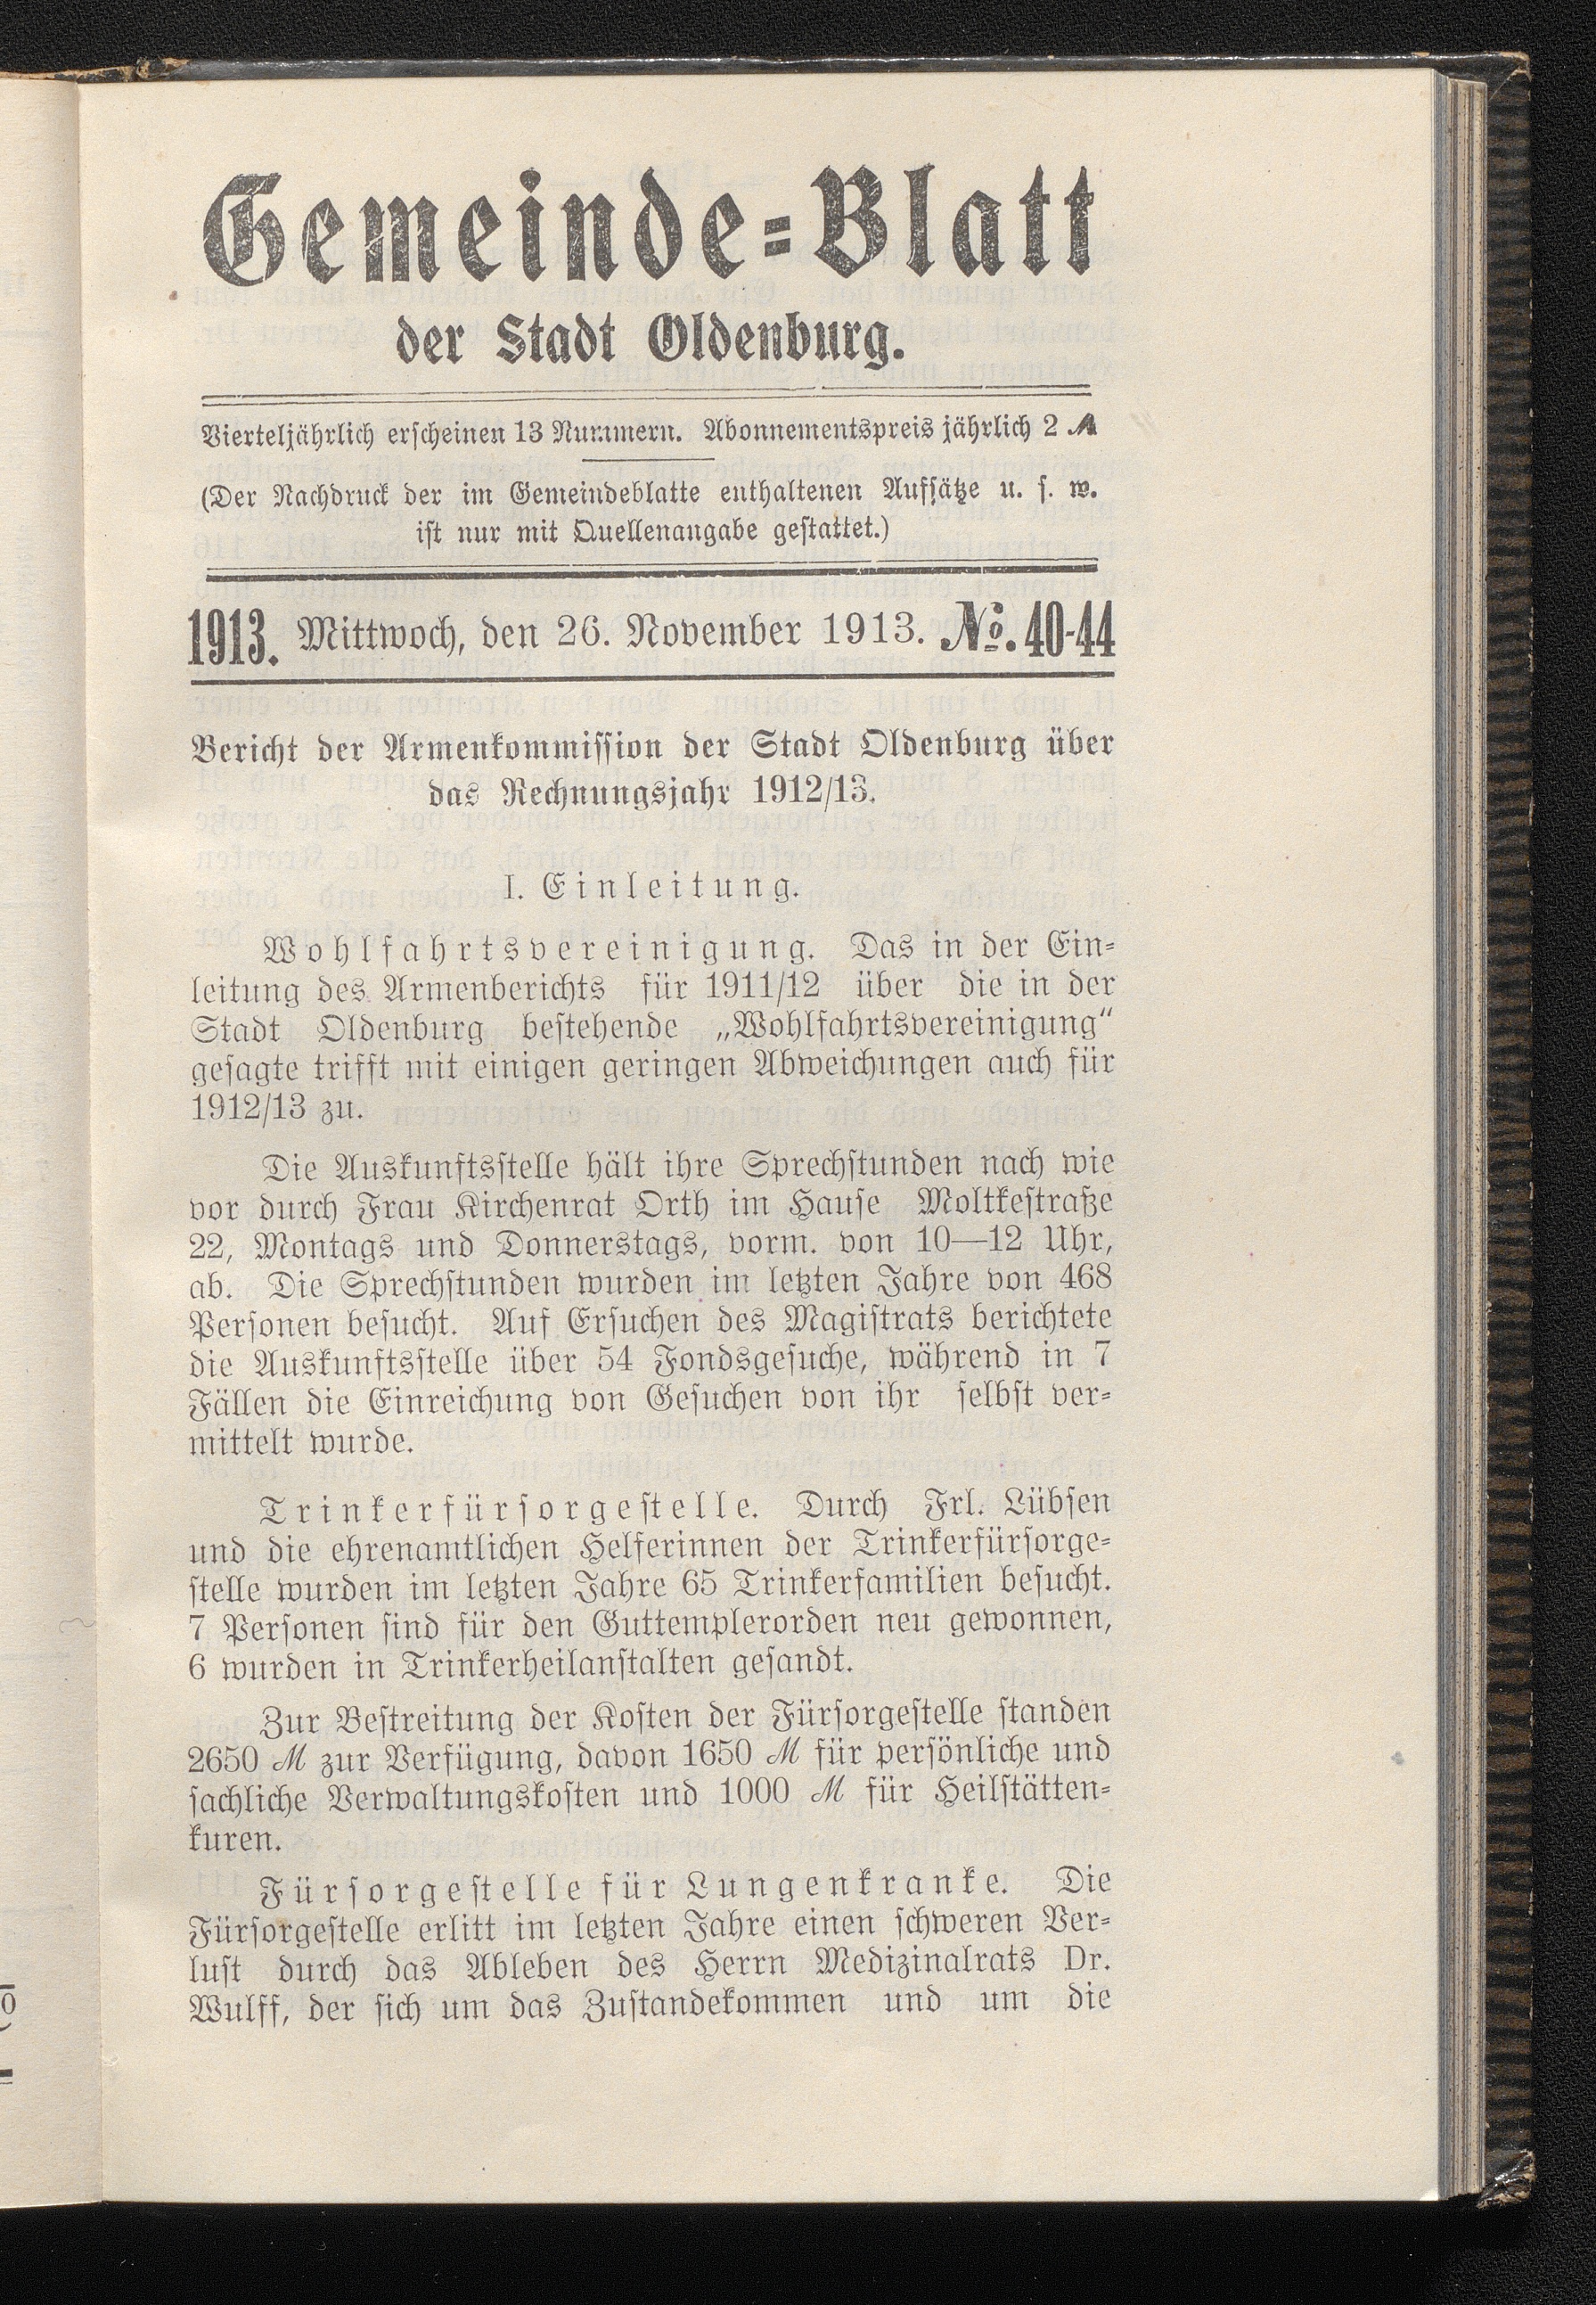 Gemeinde-Blatt
der Stadt Oldenburg.
Vierteljährlich erscheinen 13 Nummern. Abonnementspreis jährlich 2 ℳ
(Der Nachdruck der im Gemeindeblatte enthaltenen Aufsätze u. s. w.
ist nur mit Quellenangabe gestattet.)
1913. Mittwoch, den 26. November 1913. No. 40-44
Bericht der Armenkommission der Stadt Oldenburg über
das Rechnungsjahr 1912/13.
I. Einleitung.
Wohlfahrtsvereinigung. Das in der Ein-
leitung des Armenberichts für 1911/12 über die in der
Stadt Oldenburg bestehende „Wohlfahrtsvereinigung“
gesagte trifft mit einigen geringen Abweichungen auch für
1912/13 zu.
Die Auskunftsstelle hält ihre Sprechstunden nach wie
vor durch Frau Kirchenrat Orth im Hause Moltkestraße
22, Montags und Donnerstags, vorm. von 10—12 Uhr,
ab. Die Sprechstunden wurden im letzten Jahre von 468
Personen besucht. Auf Ersuchen des Magistrats berichtete
die Auskunftsstelle über 54 Fondsgesuche, während in 7
Fällen die Einreichung von Gesuchen von ihr selbst ver-
mittelt wurde.
Trinkerfürsorgestelle. Durch Frl. Lübsen
und die ehrenamtlichen Helferinnen der Trinkerfürsorge-
stelle wurden im letzten Jahre 65 Trinkerfamilien besucht.
7 Personen sind für den Guttemplerorden neu gewonnen,
6 wurden in Trinkerheilanstalten gesandt.
Zur Bestreitung der Kosten der Fürsorgestelle standen
2650 ℳ zur Verfügung, davon 1650 ℳ für persönliche und
sachliche Verwaltungskosten und 1000 ℳ für Heilstätten-
kuren.
Fürsorgestelle für Lungenkranke. Die
Fürsorgestelle erlitt im letzten Jahre einen schweren Ver-
lust durch das Ableben des Herrn Medizinalrats Dr.
Wulff, der sich um das Zustandekommen und um die